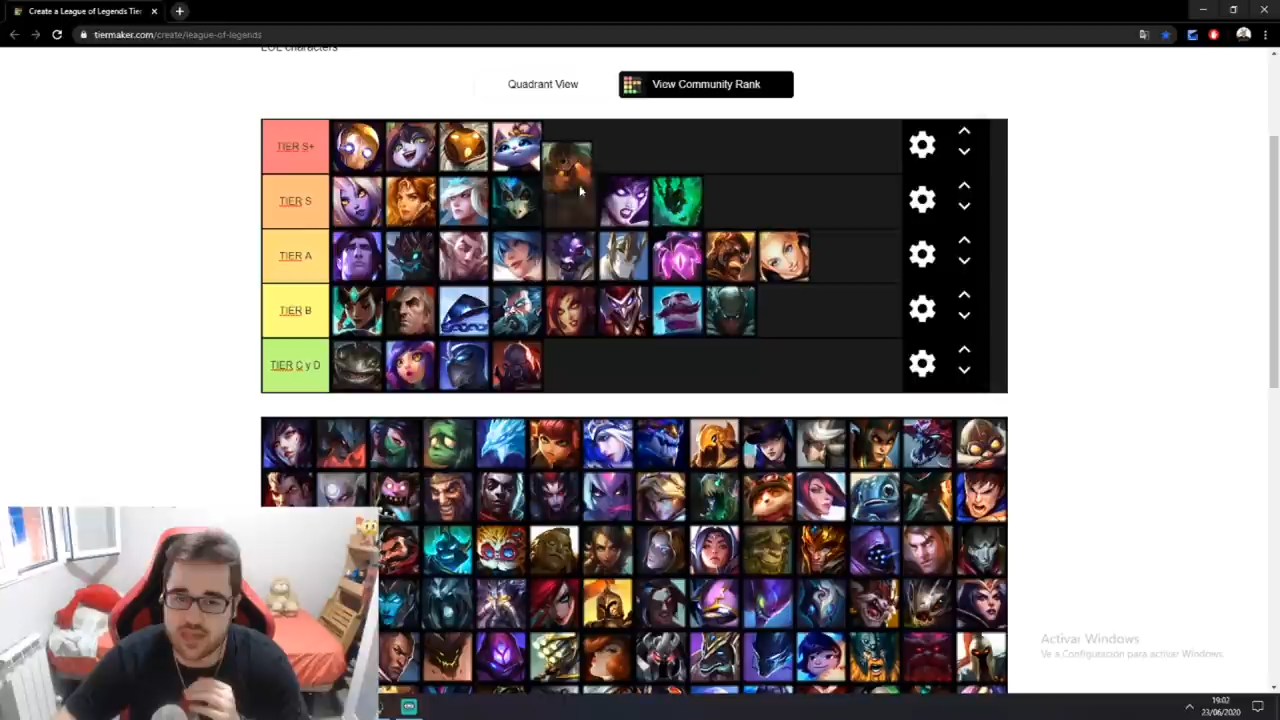 Create a League of Legends Tier
tiermaker.com/create/league-of-legends
LOL characters
Quadrant View
View Community Rank
TIER S+
TIER S
TIER A
TIER B
TIER C y D
Activar Windows
Ve a Configuración para activar Windows.
19:02
23/06/2020